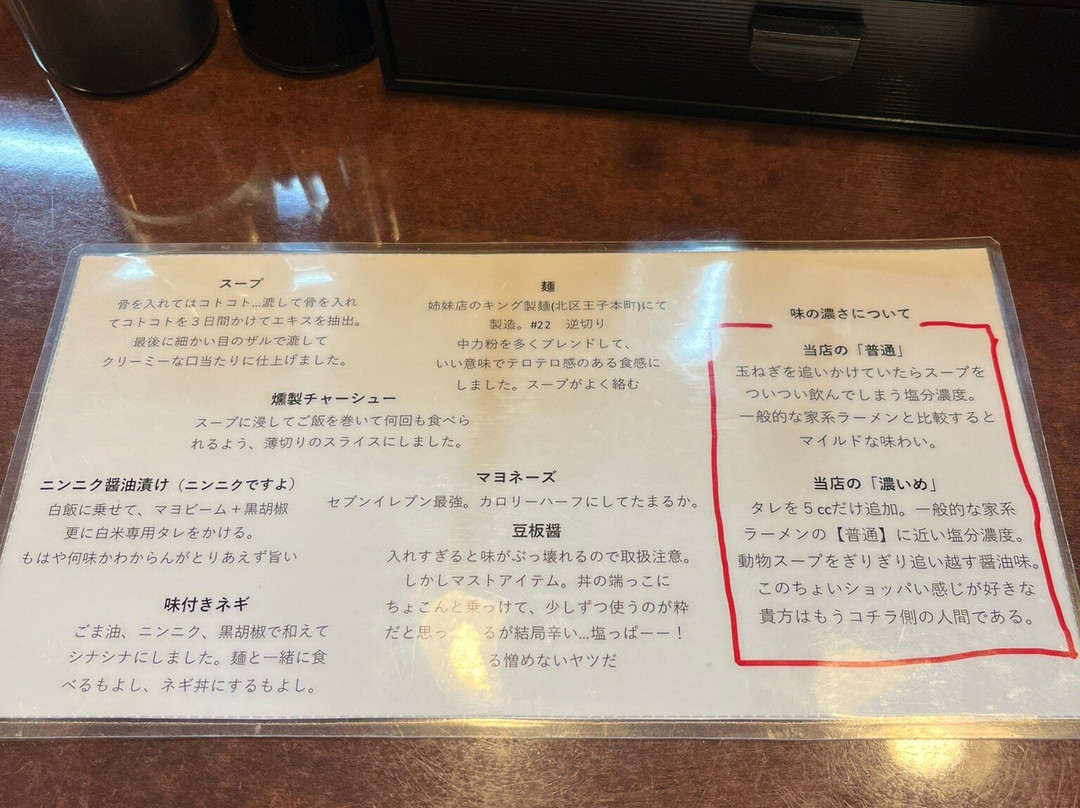 スープ
骨を入れてはコトコト...漉して骨を入れ
てコトコトを３日間かけてエキスを抽出。
最後に細かい目のザルで漉して
クリーミーな口当たりに仕上げました。
麺
姉妹店のキング製麺(北区王子本町)にて
製造。#22　逆切り
中力粉を多くブレンドして、
いい意味でテロテロ感のある食感に
しました。スープがよく絡む
燻製チャーシュー
スープに浸してご飯を巻いて何回も食べら
れるよう、薄切りのスライスにしました。
ニンニク醤油漬け（ニンニクですよ）
白飯に乗せて、マヨビーム＋黒胡椒
更に白米専用タレをかける。
もはや何味かわからんがとりあえず旨い
マヨネーズ
セブンイレブン最強。カロリーハーフにしてたまるか。
豆板醤
入れすぎると味がぶっ壊れるので取扱注意。
しかしマストアイテム。丼の端っこに
ちょこんと乗っけて、少しずつ使うのが粋
だと思っ るが結局辛い...塩っぱーー！
る憎めないヤツだ
味付きネギ
ごま油、ニンニク、黒胡椒で和えて
シナシナにしました。麺と一緒に食
べるもよし、ネギ丼にするもよし。
味の濃さについて
当店の「普通」
玉ねぎを追いかけていたらスープを
ついつい飲んでしまう塩分濃度。
一般的な家系ラーメンと比較すると
マイルドな味わい。
当店の「濃いめ」
タレを５ccだけ追加。一般的な家系
ラーメンの【普通】に近い塩分濃度。
動物スープをぎりぎり追い越す醤油味。
このちょいショッパい感じが好きな
貴方はもうコチラ側の人間である。